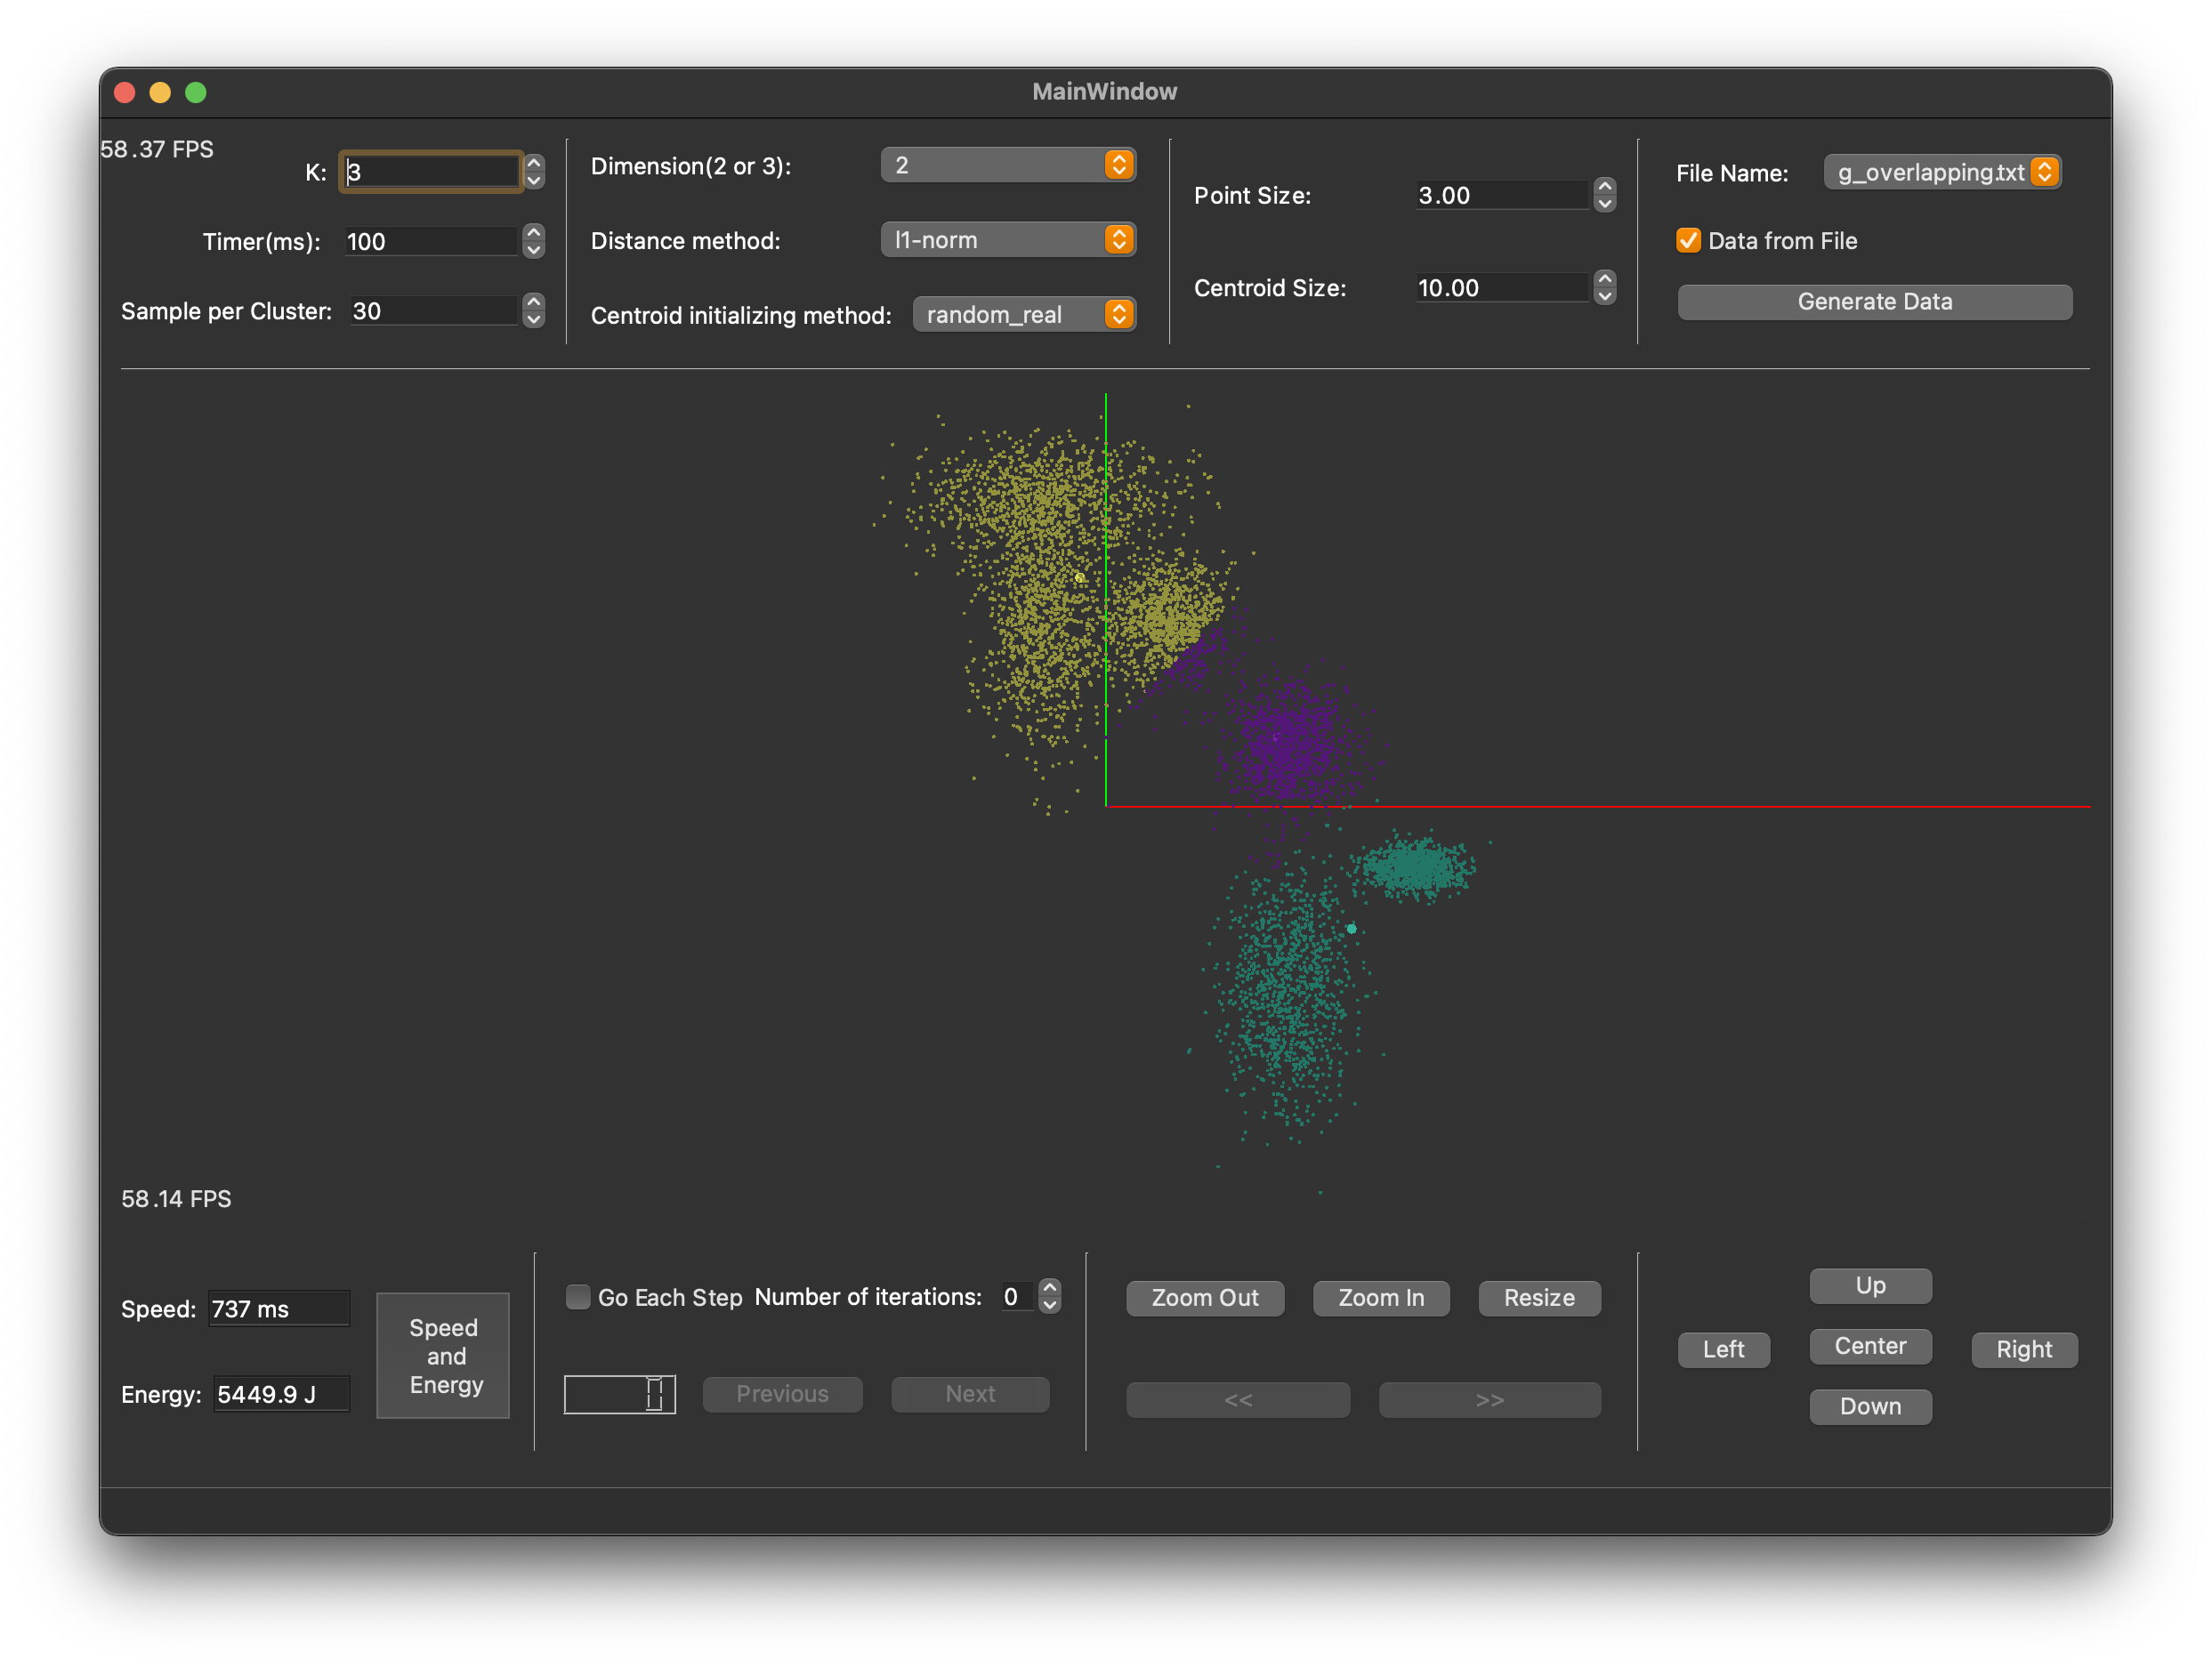 MainWindow
58.37 FPS
K: 3
Timer(ms): 100
Sample per Cluster: 30
Dimension(2 or 3): 2
Distance method: l1-norm
Centroid initializing method: random_real
Point Size: 3.00
Centroid Size: 10.00
File Name: g_overlapping.txt
Data from File
Generate Data
58.14 FPS
Speed: 737 ms
Energy: 5449.9 J
Speed
and
Energy
Go Each Step Number of iterations: 0
0 Previous Next
Zoom Out Zoom In Resize
<< >>
Up
Left Center Right
Down